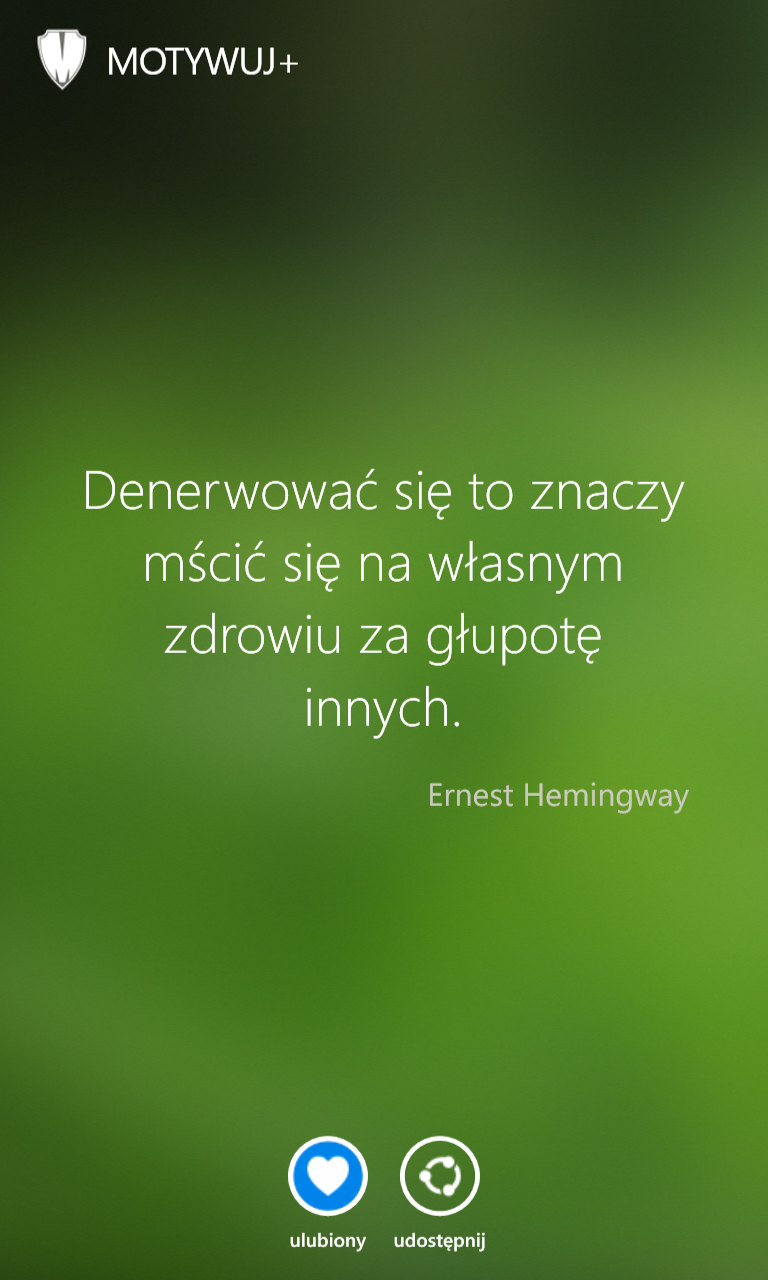 MOTYWUJ+
Denerwować się to znaczy
mścić się na własnym
zdrowiu za głupotę
innych.
Ernest Hemingway
ulubiony
udostępnij